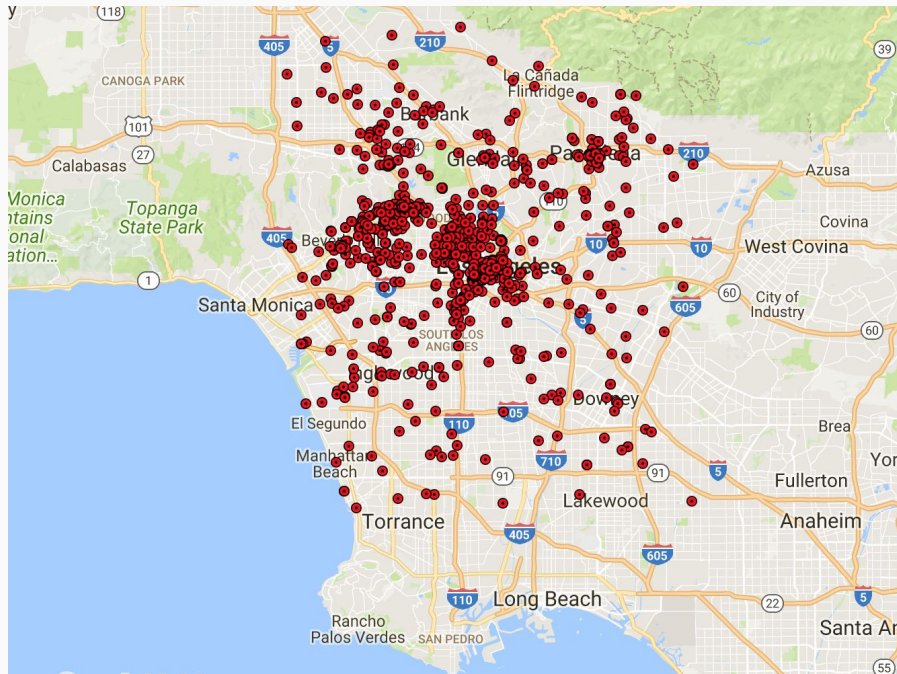 y
118
405
5
210
39
La Cañada
Flintridge
CANOGA PARK
101
Burbank
27
Calabasas
Glendale
Pasadena
210
Azusa
Monica
ntains
ional
ation...
Topanga
State Park
110
Covina
405
10
10
West Covina
1
Los Angeles
60
Santa Monica
605
City of
Industry
5
60
SOUTH LOS
ANGELES
Inglewood
Downey
El Segundo
110
105
Brea
Manhattan
Beach
710
91
91
5
Yor
Fullerton
Lakewood
Torrance
Anaheim
405
605
110
Long Beach
22
5
Rancho
Palos Verdes
SAN PEDRO
Santa An
55